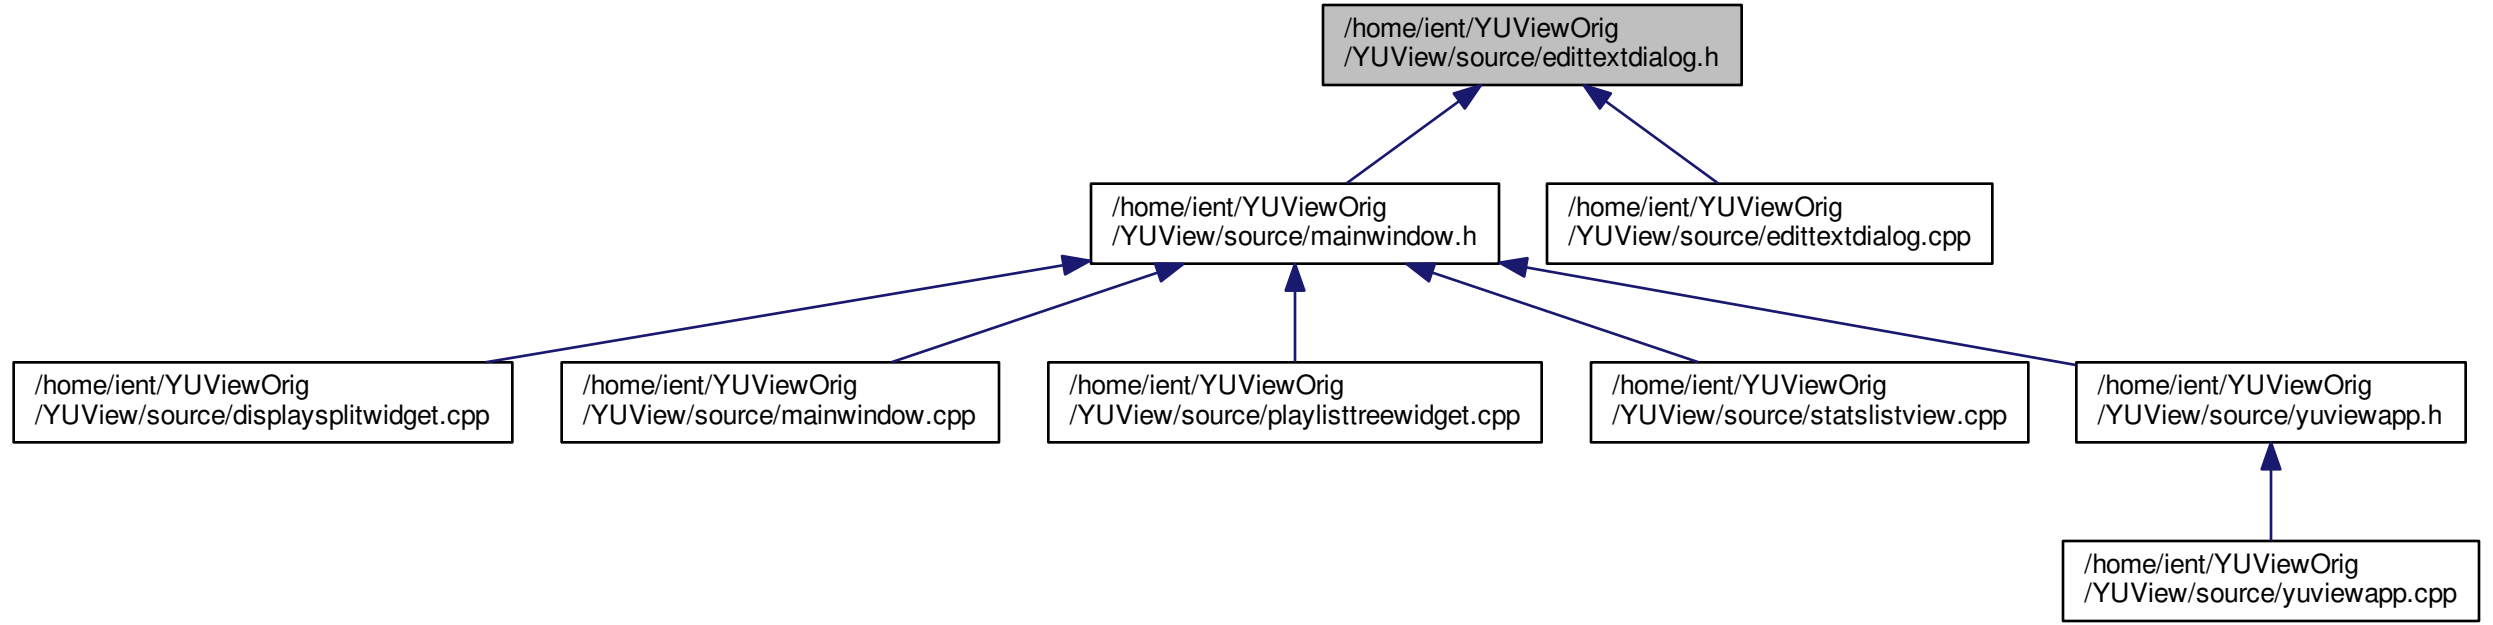 /home/ient/YUViewOrig
/YUView/source/edittextdialog.h
/home/ient/YUViewOrig
/YUView/source/mainwindow.h
/home/ient/YUViewOrig
/YUView/source/edittextdialog.cpp
/home/ient/YUViewOrig
/YUView/source/displaysplitwidget.cpp
/home/ient/YUViewOrig
/YUView/source/mainwindow.cpp
/home/ient/YUViewOrig
/YUView/source/playlisttreewidget.cpp
/home/ient/YUViewOrig
/YUView/source/statslistview.cpp
/home/ient/YUViewOrig
/YUView/source/yuviewapp.h
/home/ient/YUViewOrig
/YUView/source/yuviewapp.cpp